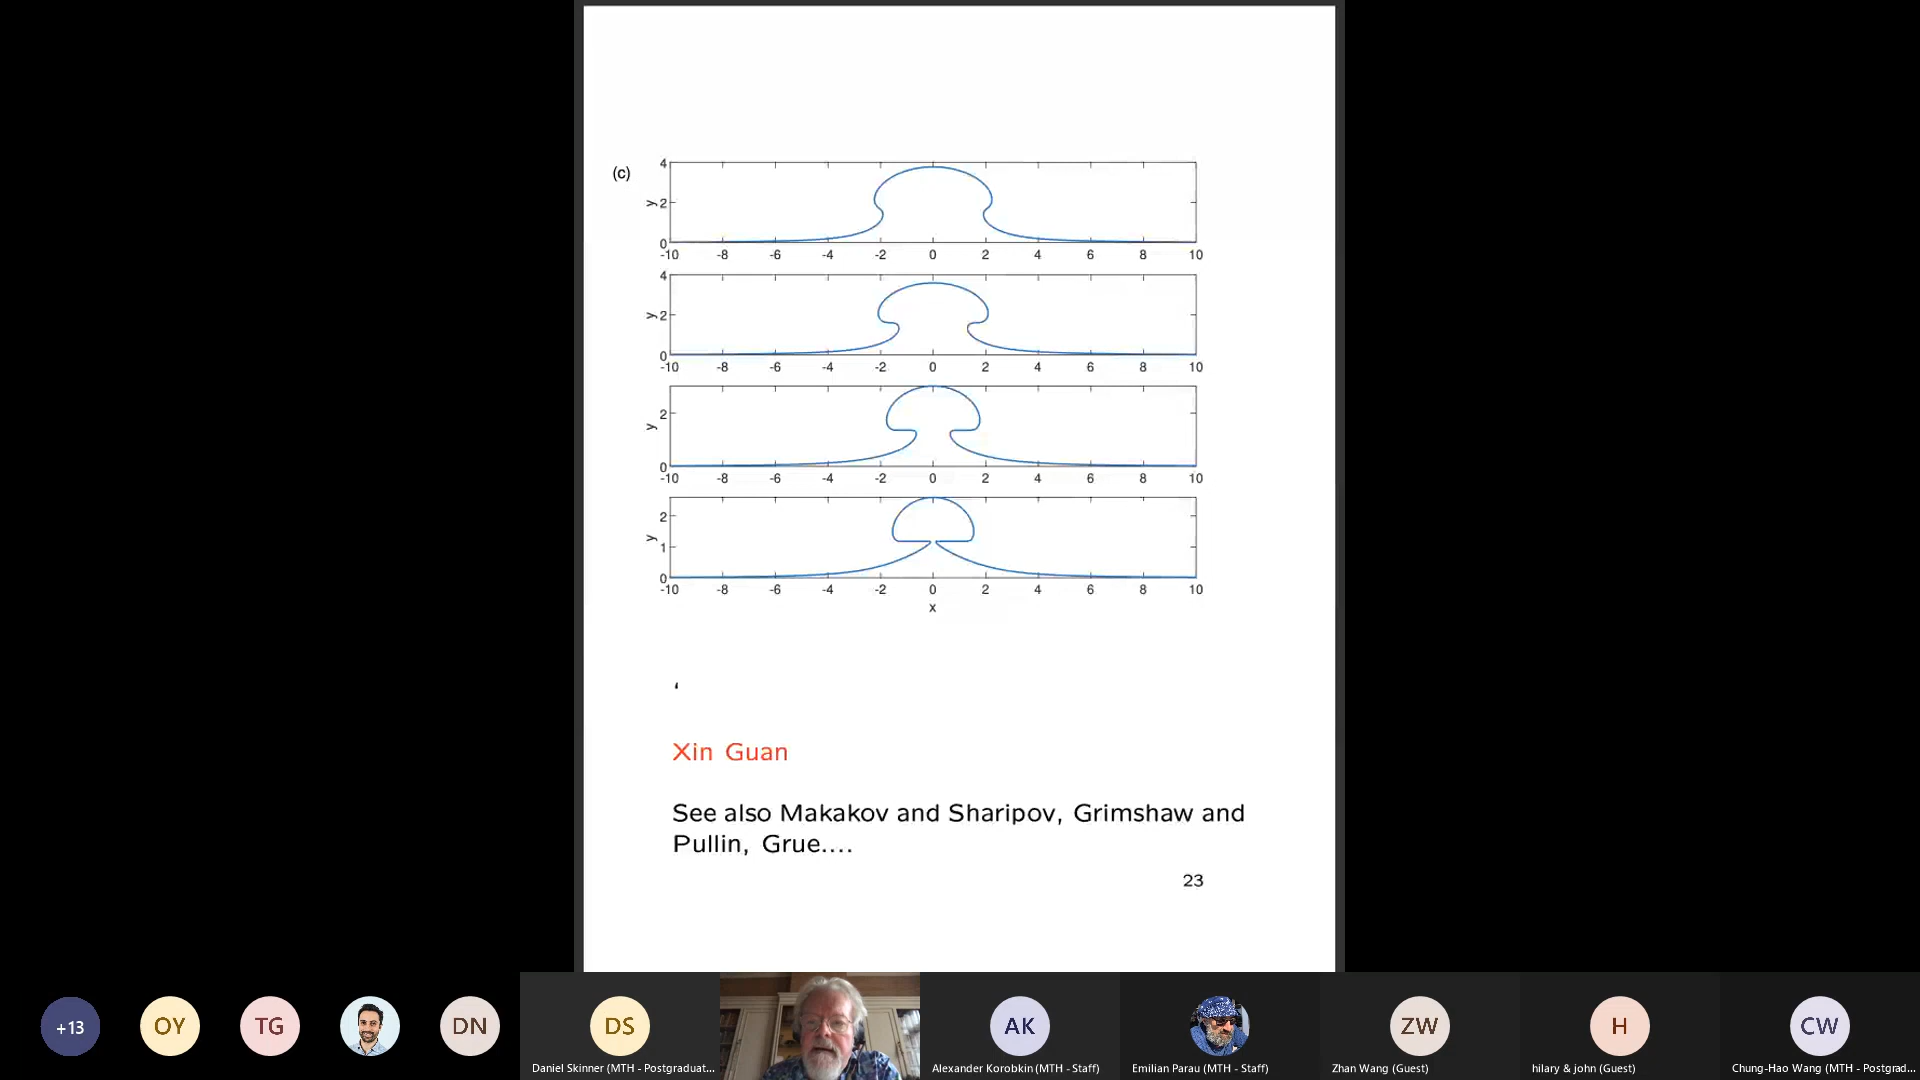 (c)
4
y 2
0
-10 -8 -6 -4 -2 0 2 4 6 8 10
4
y 2
0
-10 -8 -6 -4 -2 0 2 4 6 8 10
2
y
0
-10 -8 -6 -4 -2 0 2 4 6 8 10
2
y 1
0
-10 -8 -6 -4 -2 0 2 4 6 8 10
x
Xin Guan
See also Makakov and Sharipov, Grimshaw and
Pullin, Grue....
23
+13 OY TG DN DS AK ZW H CW
Daniel Skinner (MTH - Postgraduat... Alexander Korobkin (MTH - Staff) Emilian Parau (MTH - Staff) Zhan Wang (Guest) hilary & john (Guest) Chung-Hao Wang (MTH - Postgrad...